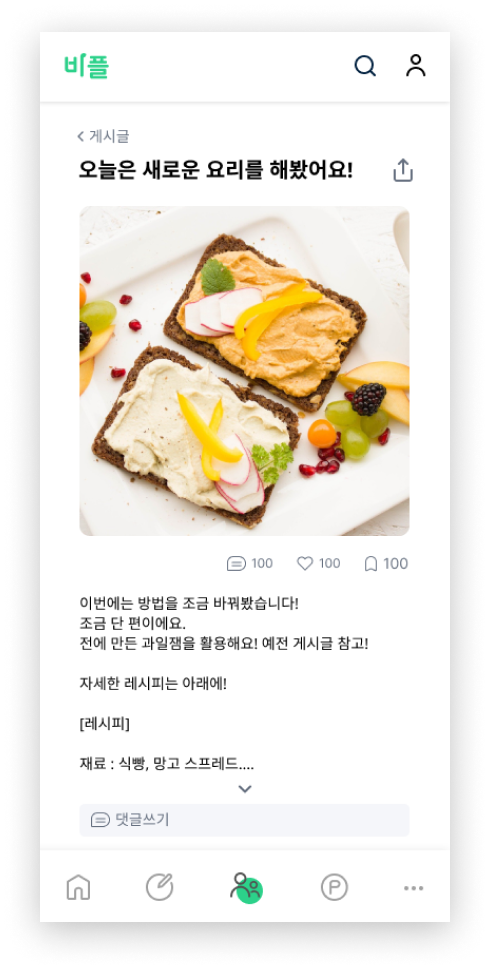 비플
게시글
오늘은 새로운 요리를 해봤어요!
100 100 100
이번에는 방법을 조금 바꿔봤습니다!
조금 단 편이에요.
전에 만든 과일잼을 활용해요! 예전 게시글 참고!
자세한 레시피는 아래에!
[레시피]
재료 : 식빵, 망고 스프레드....
댓글쓰기
P